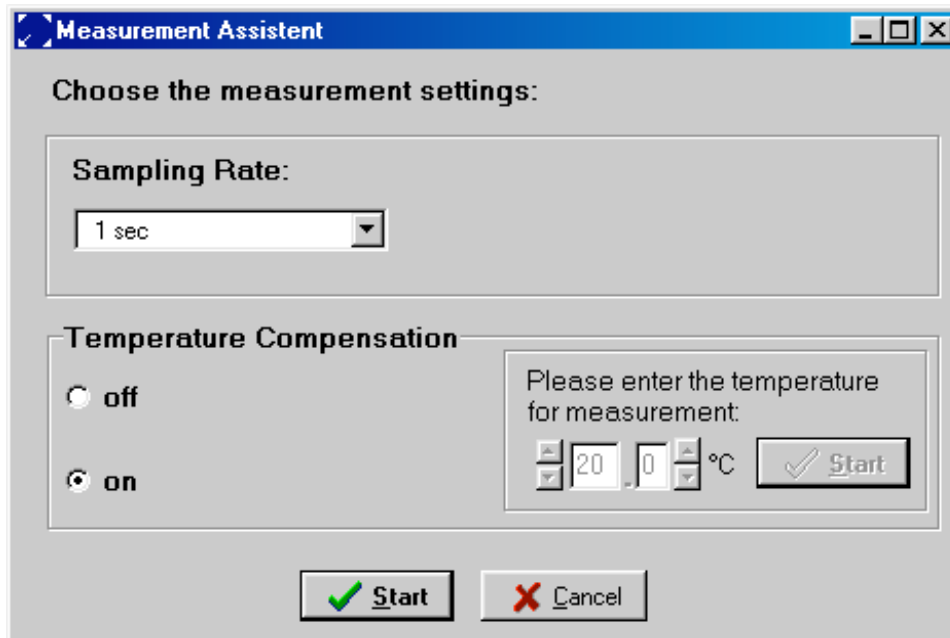 Measurement Assistent
Choose the measurement settings:
Sampling Rate:
1 sec
Temperature Compensation
off
on
Please enter the temperature
for measurement:
20 . 0 °C Start
Start Cancel